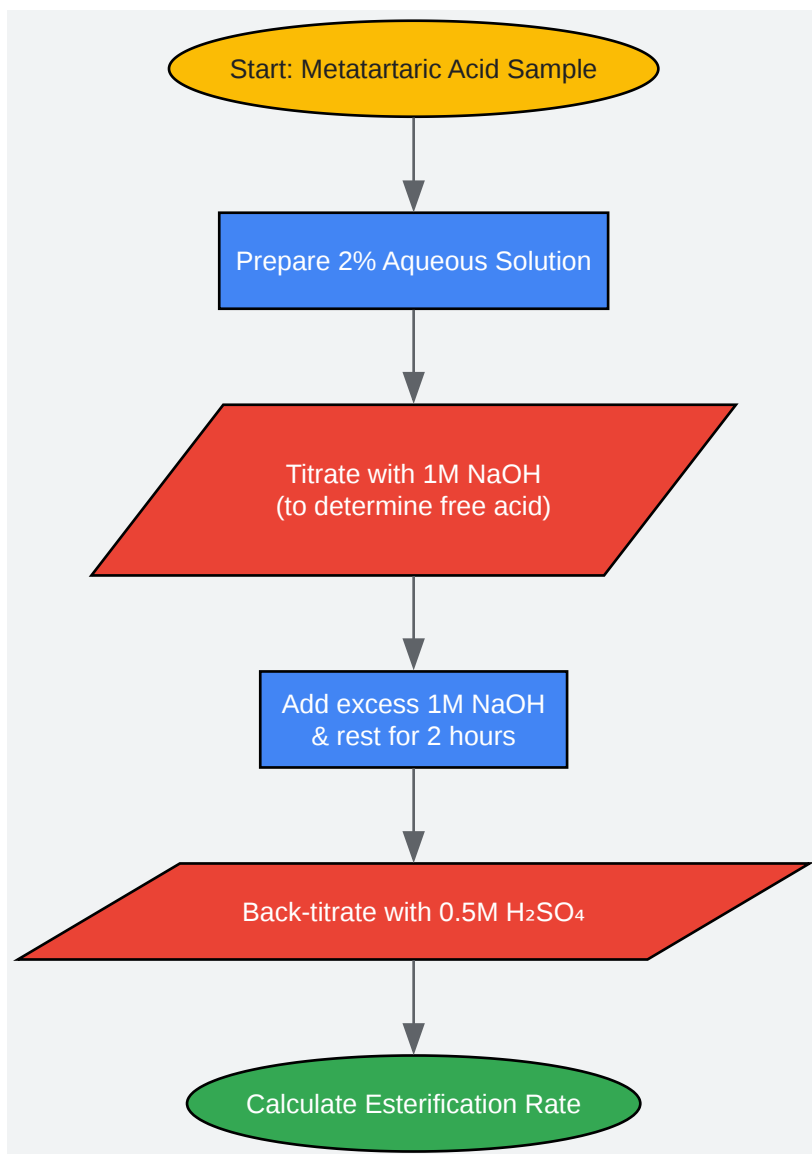 Start: Metatartaric Acid Sample
Prepare 2% Aqueous Solution
Titrate with 1M NaOH
(to determine free acid)
Add excess 1M NaOH
& rest for 2 hours
Back-titrate with 0.5M H₂SO₄
Calculate Esterification Rate